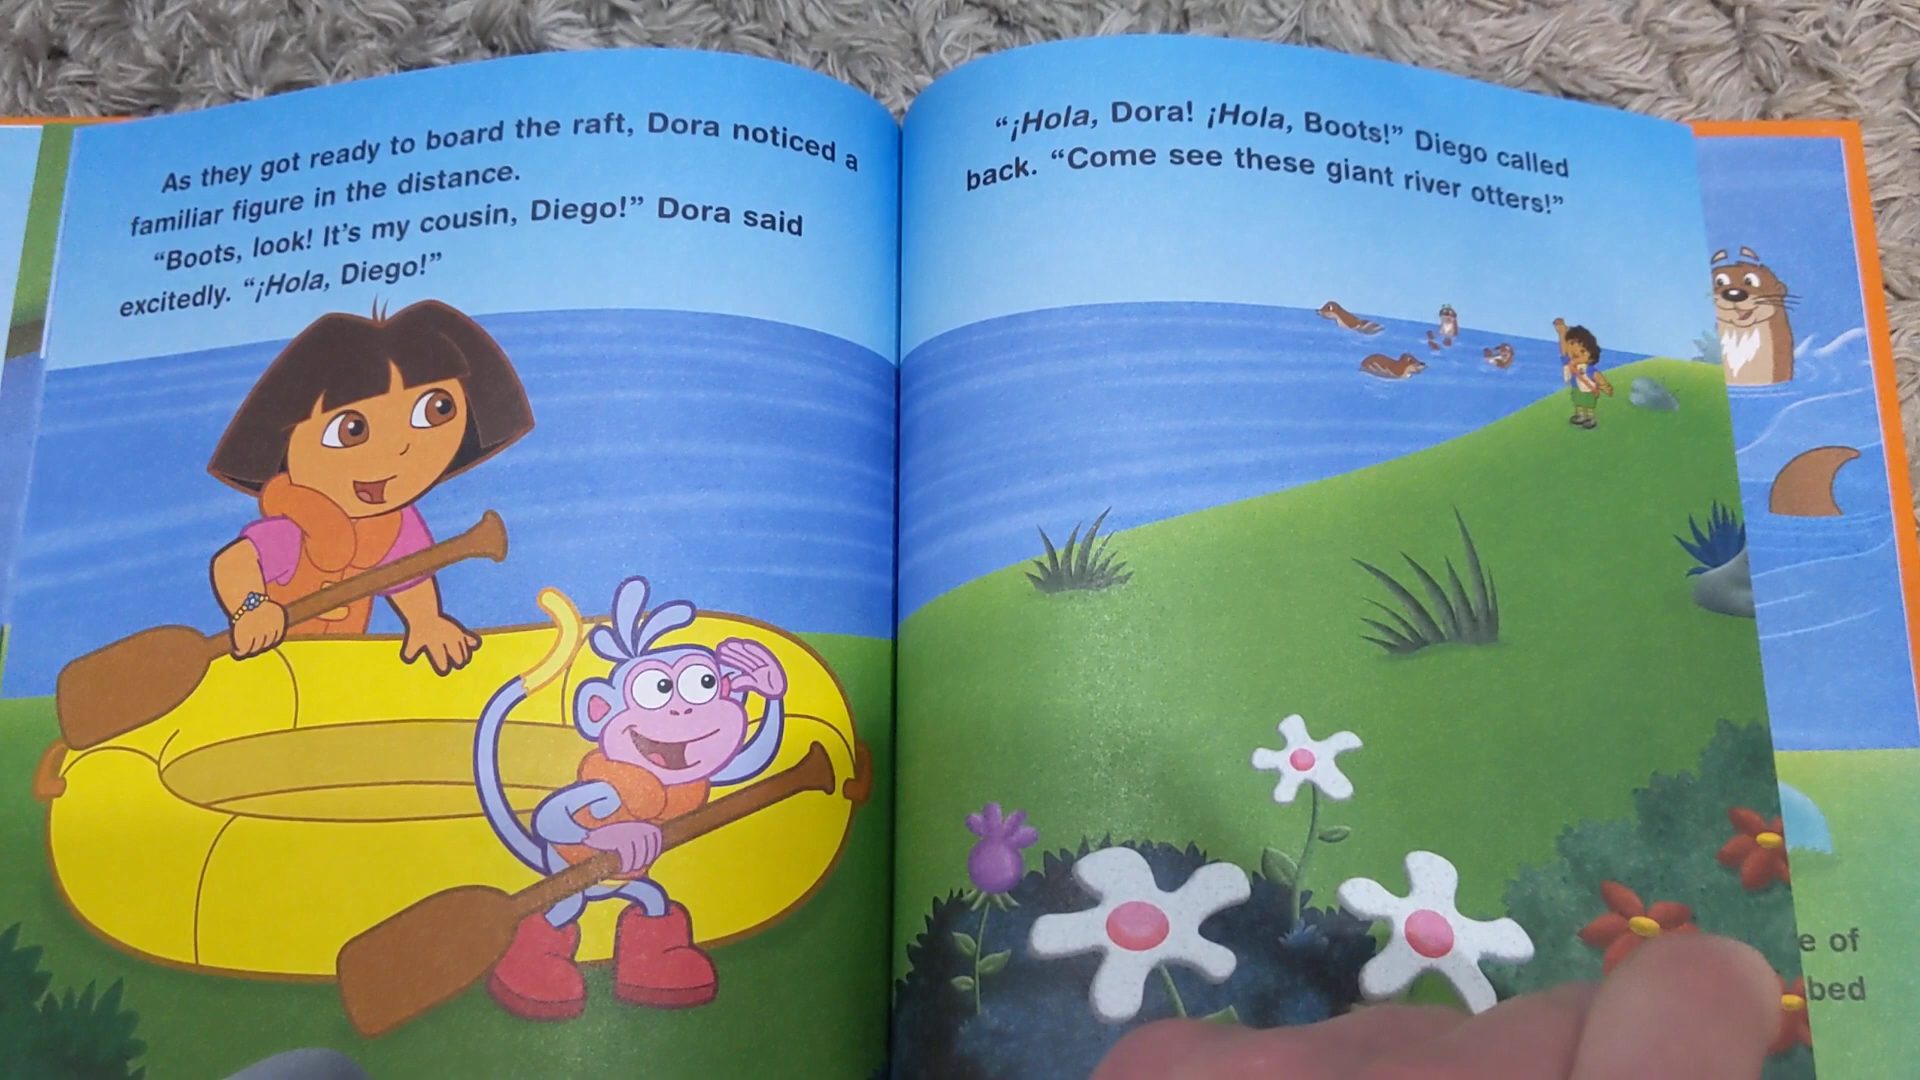 As they got ready to board the raft, Dora noticed a
familiar figure in the distance.
“Boots, look! It’s my cousin, Diego!” Dora said
excitedly. “¡Hola, Diego!”
“¡Hola, Dora! ¡Hola, Boots!” Diego called
back. “Come see these giant river otters!”
e of
bed